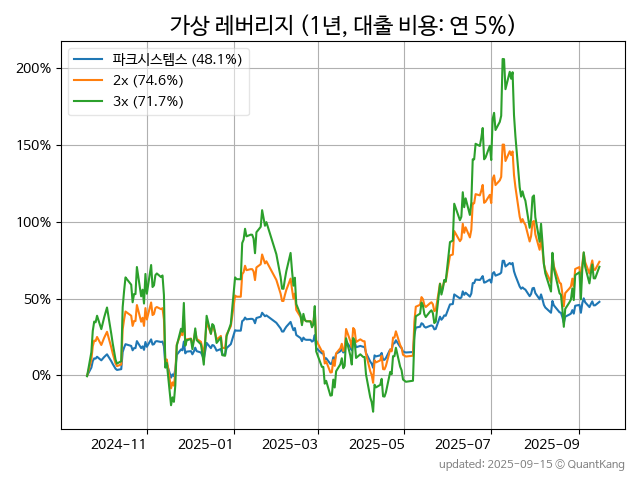 가상 레버리지 (1년, 대출 비용: 연 5%)
파크시스템스 (48.1%)
2x (74.6%)
3x (71.7%)
200%
150%
100%
50%
0%
2024-11
2025-01
2025-03
2025-05
2025-07
2025-09
updated: 2025-09-15 © QuantKang